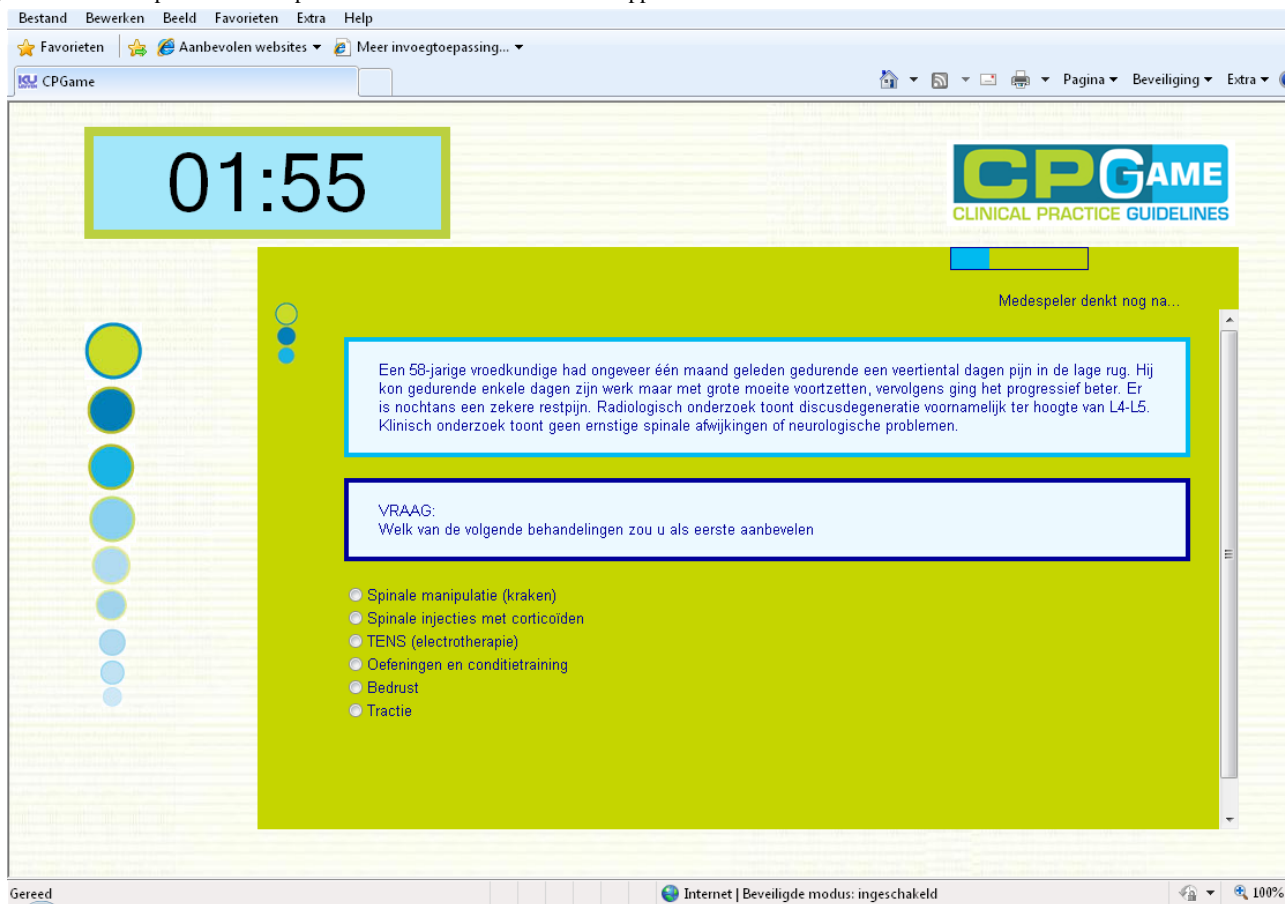 Bestand Bewerken Beeld Favorieten Extra Help
Favorieten Aanbevolen websites Meer invoegtoepassing...
CPGame Pagina Beveiliging Extra
01:55
CPGAME
CLINICAL PRACTICE GUIDELINES
Medespeler denkt nog na...
Een 58-jarige vroedkundige had ongeveer één maand geleden gedurende een veertiental dagen pijn in de lage rug. Hij
kon gedurende enkele dagen zijn werk maar met grote moeite voortzetten, vervolgens ging het progressief beter. Er
is nochtans een zekere restpijn. Radiologisch onderzoek toont discusdegeneratie voornamelijk ter hoogte van L4-L5.
Klinisch onderzoek toont geen ernstige spinale afwijkingen of neurologische problemen.
VRAAG:
Welk van de volgende behandelingen zou u als eerste aanbevelen
Spinale manipulatie (kraken)
Spinale injecties met corticoïden
TENS (electrotherapie)
Oefeningen en conditietraining
Bedrust
Tractie
Gereed Internet | Beveiligde modus: ingeschakeld 100%